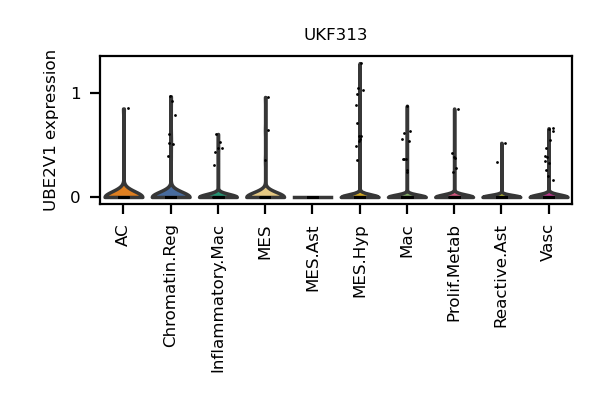 UKF313
UBE2V1 expression
1
0
AC
Chromatin.Reg
Inflammatory.Mac
MES
MES.Ast
MES.Hyp
Mac
Prolif.Metab
Reactive.Ast
Vasc